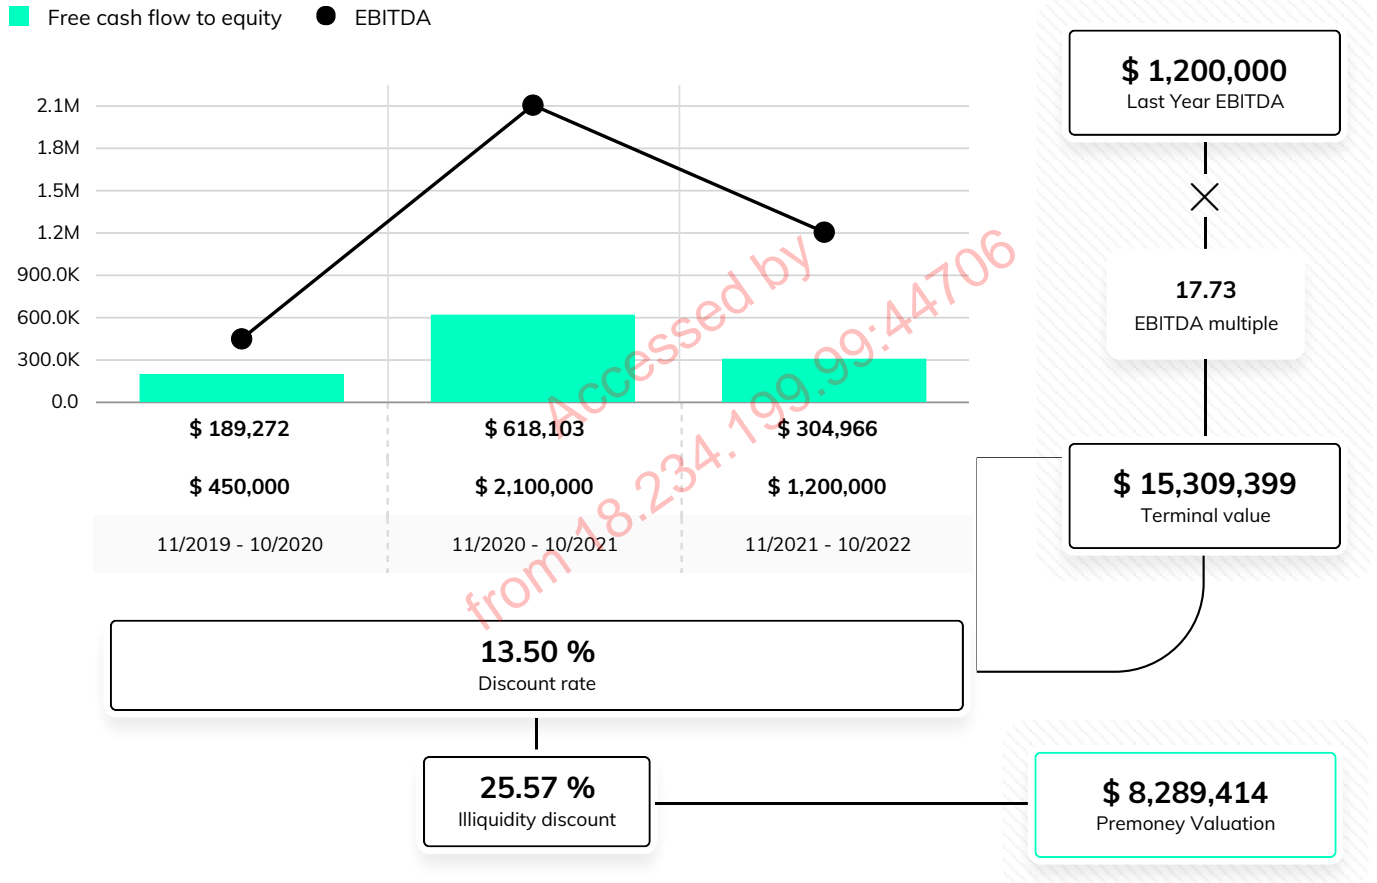 Free cash flow to equity EBITDA
2.1M
1.8M
1.5M
1.2M
900.0K
600.0K
300.0K
0.0
$ 189,272 $ 618,103 $ 304,966
$ 450,000 $ 2,100,000 $ 1,200,000
11/2019 - 10/2020 11/2020 - 10/2021 11/2021 - 10/2022
$ 1,200,000
Last Year EBITDA
17.73
EBITDA multiple
$ 15,309,399
Terminal value
13.50 %
Discount rate
25.57 %
Illiquidity discount
$ 8,289,414
Premoney Valuation
Accessed by
from 18.234.199.99:44706